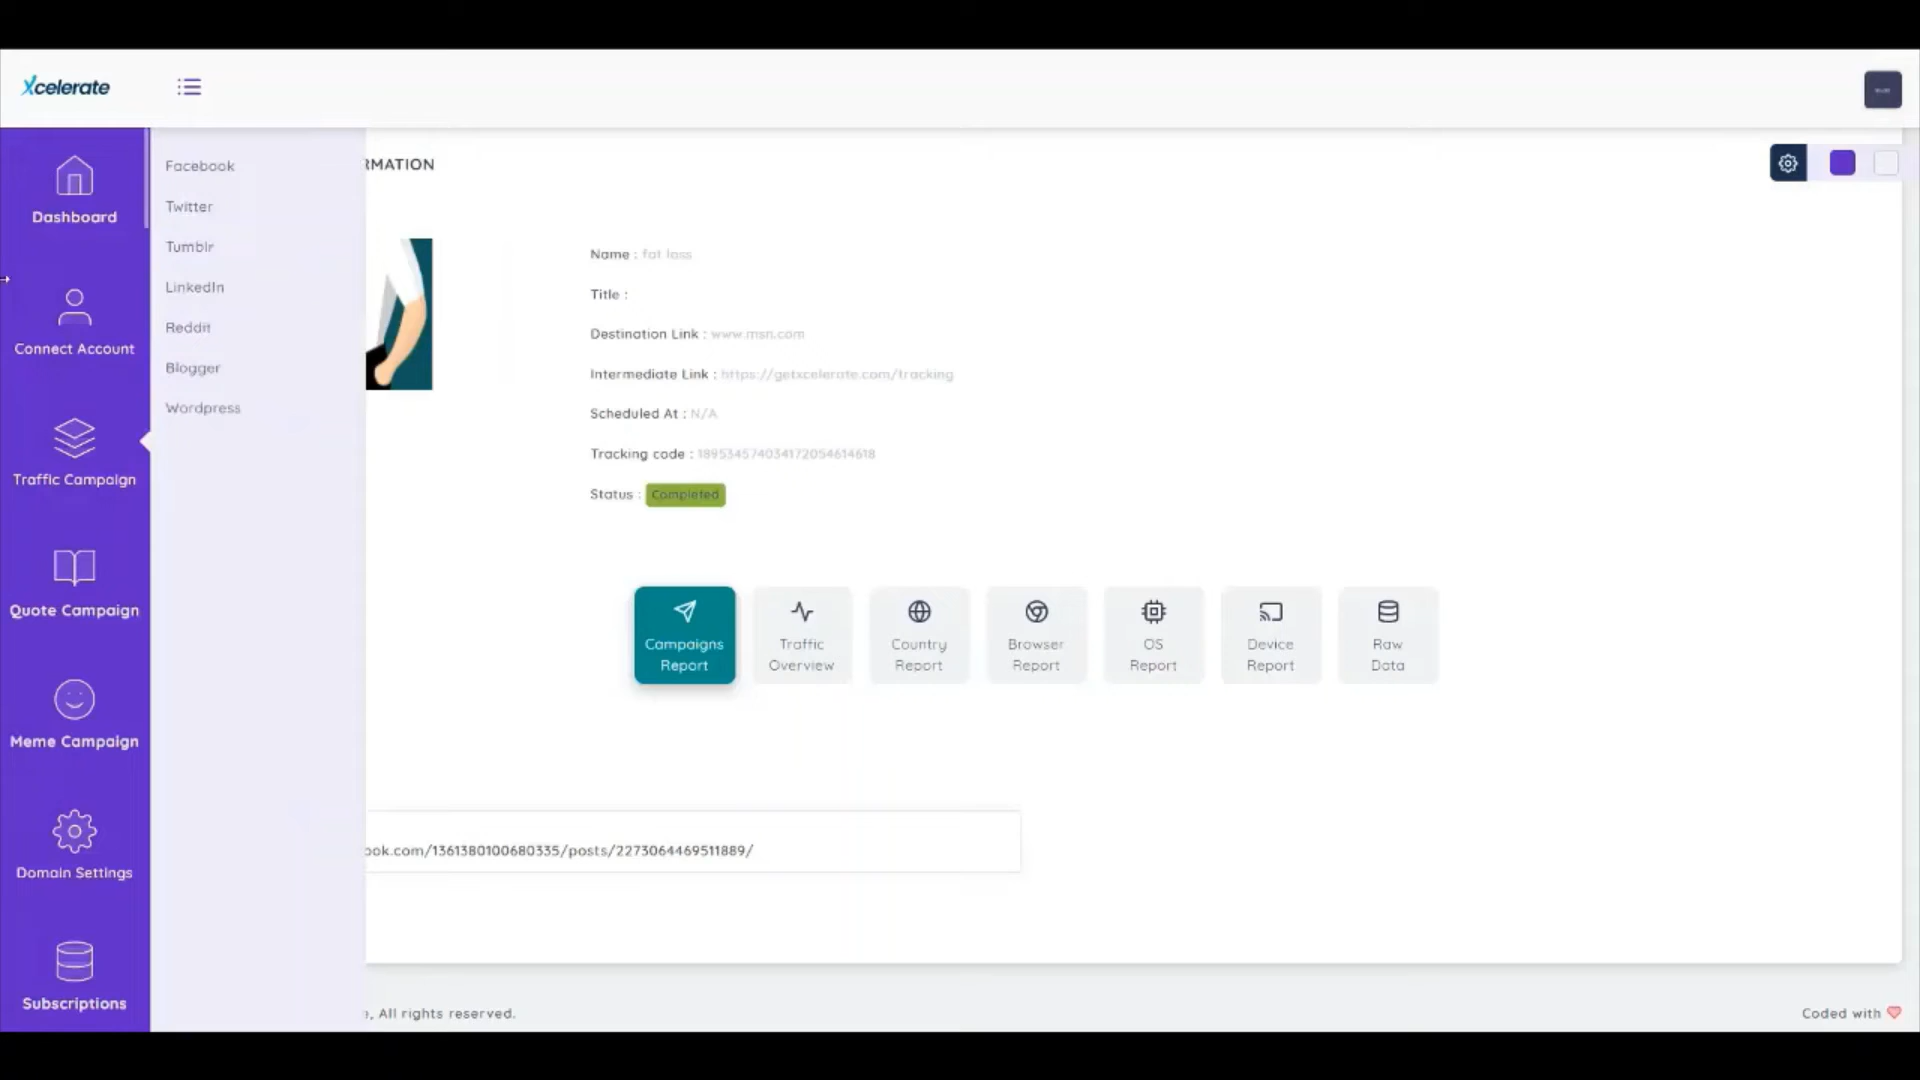 Xcelerate
Dashboard
Connect Account
Traffic Campaign
Quote Campaign
Meme Campaign
Domain Settings
Subscriptions
Facebook
Twitter
Tumblr
LinkedIn
Reddit
Blogger
Wordpress
RMATION
Name : fat loss
Title :
Destination Link : www.msn.com
Intermediate Link : https://getxcelerate.com/tracking
Scheduled At : N/A
Tracking code : 189534574034172054614618
Status : Completed
Campaigns
Report
Traffic
Overview
Country
Report
Browser
Report
OS
Report
Device
Report
Raw
Data
ook.com/1361380100680335/posts/2273064469511889/
e, All rights reserved.
Coded with